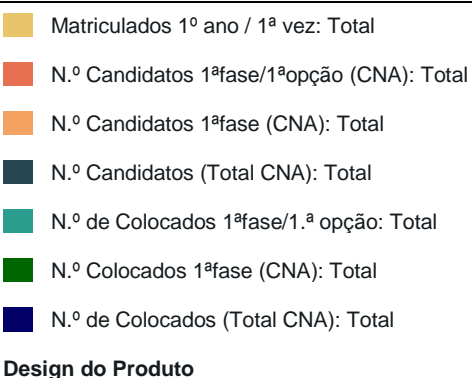 Matriculados 1º ano / 1ª vez: Total
N.º Candidatos 1ªfase/1ªopção (CNA): Total
N.º Candidatos 1ªfase (CNA): Total
N.º Candidatos (Total CNA): Total
N.º de Colocados 1ªfase/1.ª opção: Total
N.º Colocados 1ªfase (CNA): Total
N.º de Colocados (Total CNA): Total
Design do Produto